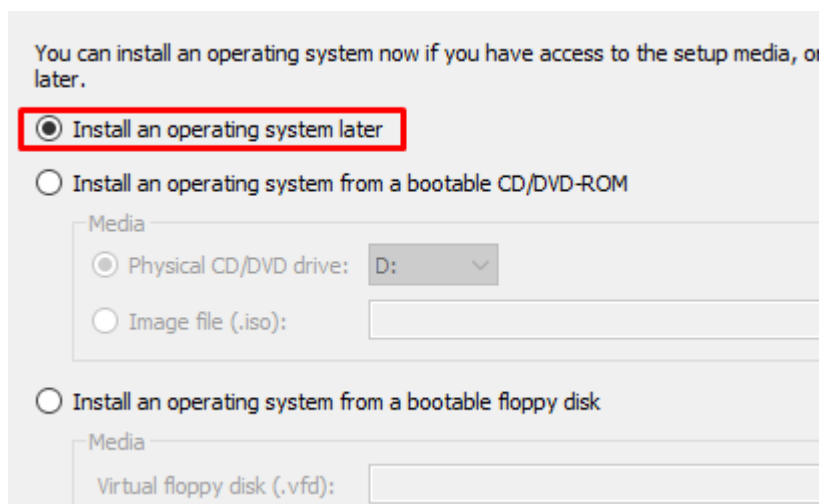 You can install an operating system now if you have access to the setup media, or
later.
Install an operating system later
Install an operating system from a bootable CD/DVD-ROM
Media
Physical CD/DVD drive: D:
Image file (.iso):
Install an operating system from a bootable floppy disk
Media
Virtual floppy disk (.vfd):